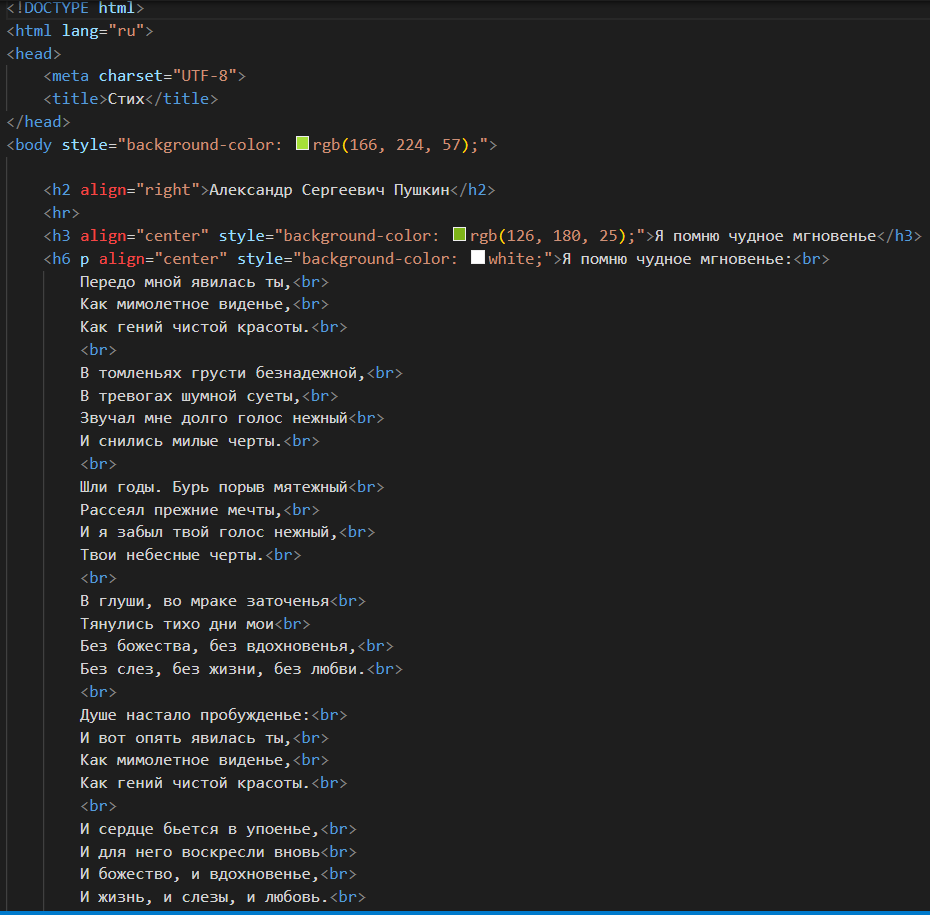 <!DOCTYPE html>
<html lang="ru">
<head>
    <meta charset="UTF-8">
    <title>Стих</title>
</head>
<body style="background-color: rgb(166, 224, 57);">

    <h2 align="right">Александр Сергеевич Пушкин</h2>
    <hr>
    <h3 align="center" style="background-color: rgb(126, 180, 25);">Я помню чудное мгновенье</h3>
    <h6 p align="center" style="background-color: white;">Я помню чудное мгновенье:<br>
        Передо мной явилась ты,<br>
        Как мимолетное виденье,<br>
        Как гений чистой красоты.<br>
        <br>
        В томленьях грусти безнадежной,<br>
        В тревогах шумной суеты,<br>
        Звучал мне долго голос нежный<br>
        И снились милые черты.<br>
        <br>
        Шли годы. Бурь порыв мятежный<br>
        Рассеял прежние мечты,<br>
        И я забыл твой голос нежный,<br>
        Твои небесные черты.<br>
        <br>
        В глуши, во мраке заточенья<br>
        Тянулись тихо дни мои<br>
        Без божества, без вдохновенья,<br>
        Без слез, без жизни, без любви.<br>
        <br>
        Душе настало пробужденье:<br>
        И вот опять явилась ты,<br>
        Как мимолетное виденье,<br>
        Как гений чистой красоты.<br>
        <br>
        И сердце бьется в упоенье,<br>
        И для него воскресли вновь<br>
        И божество, и вдохновенье,<br>
        И жизнь, и слезы, и любовь.<br>